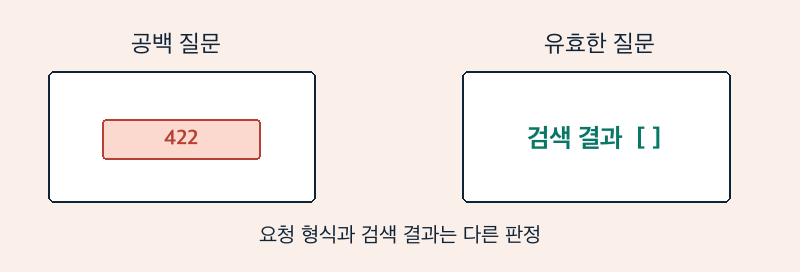 공백 질문
유효한 질문
422
검색 결과 [ ]
요청 형식과 검색 결과는 다른 판정